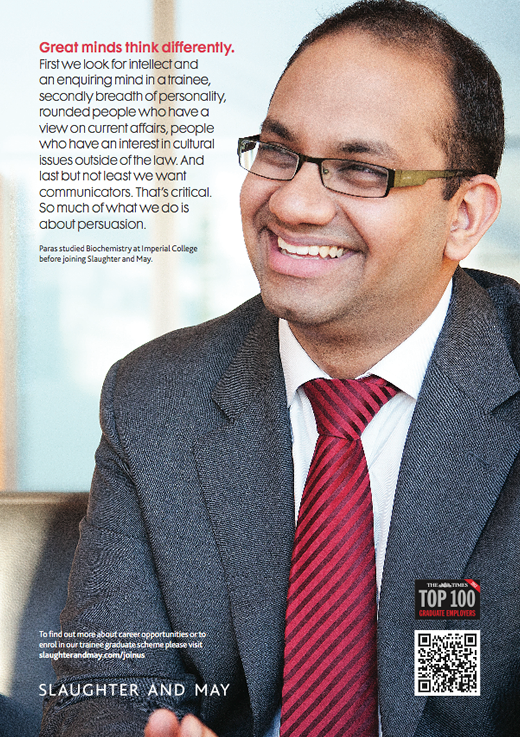 Great minds think differently.
First we look for intellect and
an enquiring mind in a trainee,
secondly breadth of personality,
rounded people who have a
view on current affairs, people
who have an interest in cultural
issues outside of the law. And
last but not least we want
communicators. That's critical.
So much of what we do is
about persuasion.
Paras studied Biochemistry at Imperial College
before joining Slaughter and May.
THE TIMES
TOP 100
GRADUATE EMPLOYERS
To find out more about career opportunities or to
enrol in our trainee graduate scheme please visit
slaughterandmay.com/joinus
SLAUGHTER AND MAY